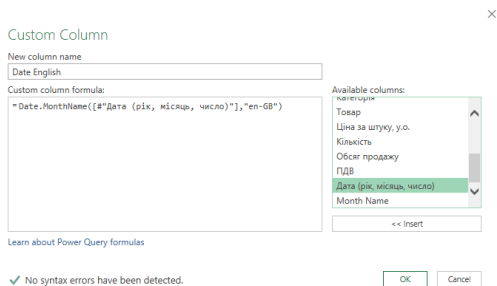 Custom Column
New column name
Date English
Custom column formula:
=Date.MonthName([#"Дата (рік, місяць, число)"],"en-GB")
Available columns:
Категорія
Товар
Ціна за штуку, у.о.
Кількість
Обсяг продажу
ПДВ
Дата (рік, місяць, число)
Month Name
<< Insert
Learn about Power Query formulas
No syntax errors have been detected.
OK
Cancel